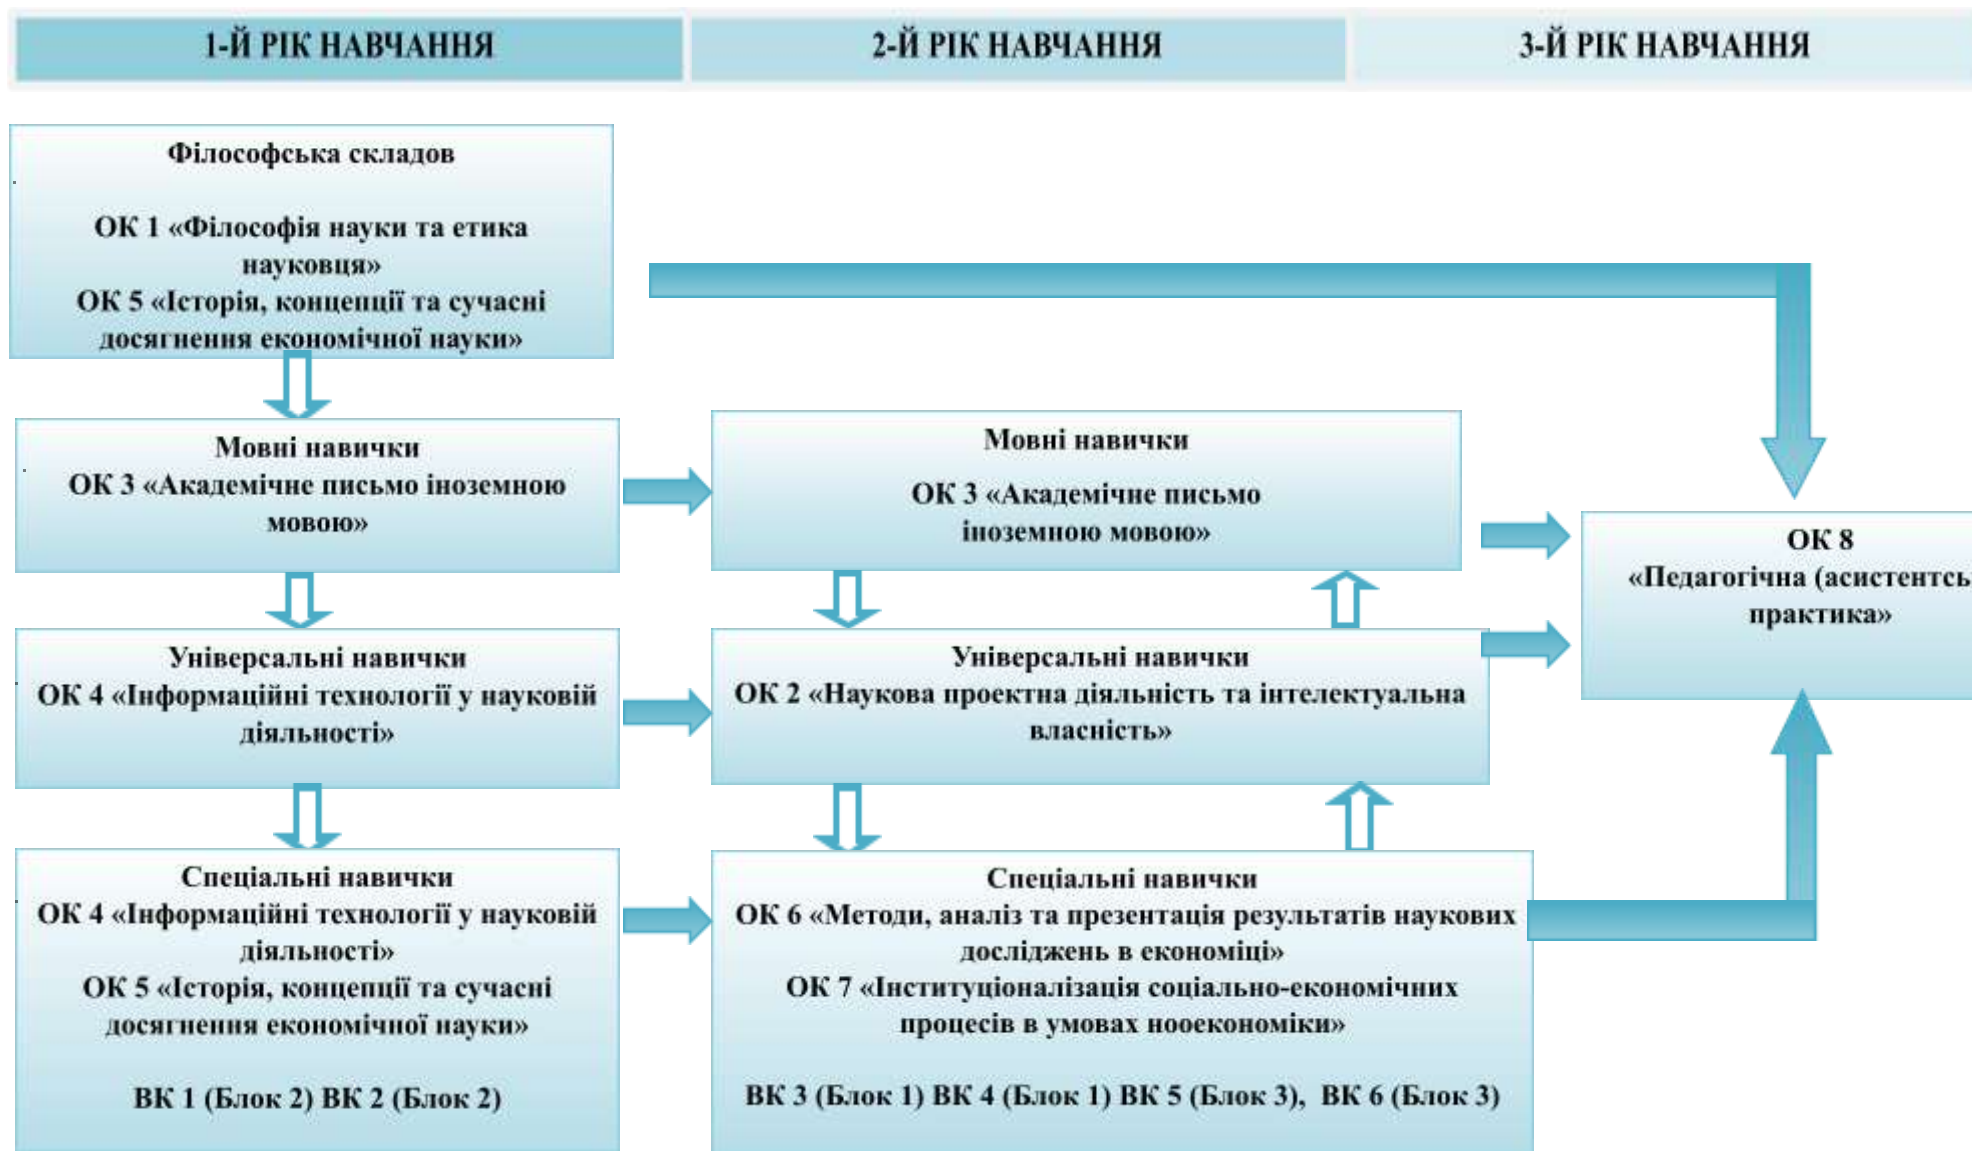 1-Й РІК НАВЧАННЯ
2-Й РІК НАВЧАННЯ
3-Й РІК НАВЧАННЯ
Філософська складов
ОК 1 «Філософія науки та етика
науковця»
ОК 5 «Історія, концепції та сучасні
досягнення економічної науки»
Мовні навички
ОК 3 «Академічне письмо іноземною
мовою»
Мовні навички
ОК 3 «Академічне письмо
іноземною мовою»
ОК 8
«Педагогічна (асистентсь
практика»
Універсальні навички
ОК 4 «Інформаційні технології у науковій
діяльності»
Універсальні навички
ОК 2 «Наукова проектна діяльність та інтелектуальна
власність»
Спеціальні навички
ОК 4 «Інформаційні технології у науковій
діяльності»
ОК 5 «Історія, концепції та сучасні
досягнення економічної науки»
ВК 1 (Блок 2) ВК 2 (Блок 2)
Спеціальні навички
ОК 6 «Методи, аналіз та презентація результатів наукових
досліджень в економіці»
ОК 7 «Інституціоналізація соціально-економічних
процесів в умовах нооекономіки»
ВК 3 (Блок 1) ВК 4 (Блок 1) ВК 5 (Блок 3), ВК 6 (Блок 3)